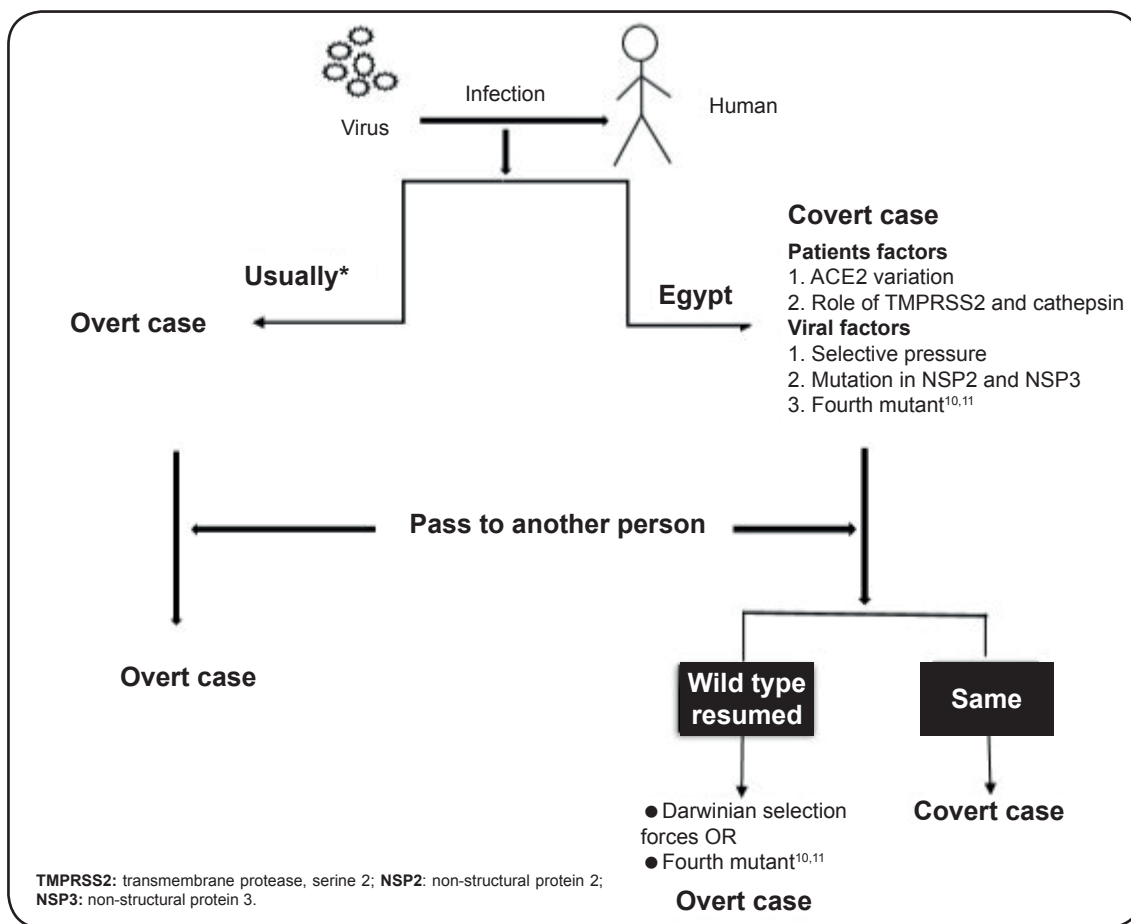 Infection
Virus
Human
Covert case
Patients factors
1. ACE2 variation
2. Role of TMPRSS2 and cathepsin
Viral factors
1. Selective pressure
2. Mutation in NSP2 and NSP3
3. Fourth mutant10,11
Usually*
Egypt
Overt case
Pass to another person
Overt case
Wild type
resumed
Same
● Darwinian selection
forces OR
● Fourth mutant10,11
Overt case
Covert case
TMPRSS2: transmembrane protease, serine 2; NSP2: non-structural protein 2;
NSP3: non-structural protein 3.